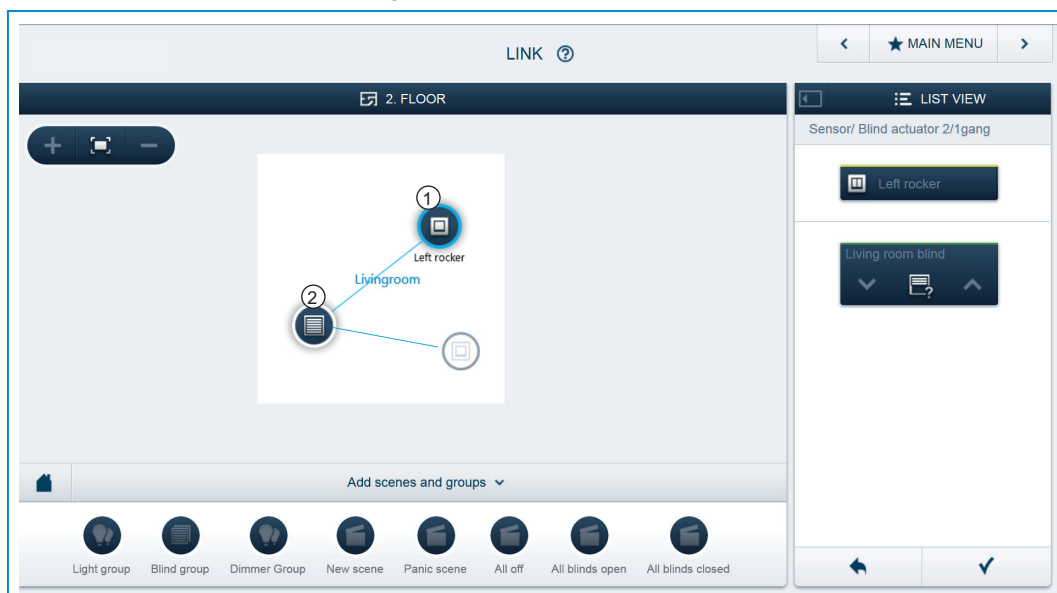 LINK ?
MAIN MENU
2. FLOOR
LIST VIEW
Sensor/ Blind actuator 2/1gang
1
Left rocker
Left rocker
Livingroom
2
Living room blind
?
Add scenes and groups
Light group
Blind group
Dimmer Group
New scene
Panic scene
All off
All blinds open
All blinds closed